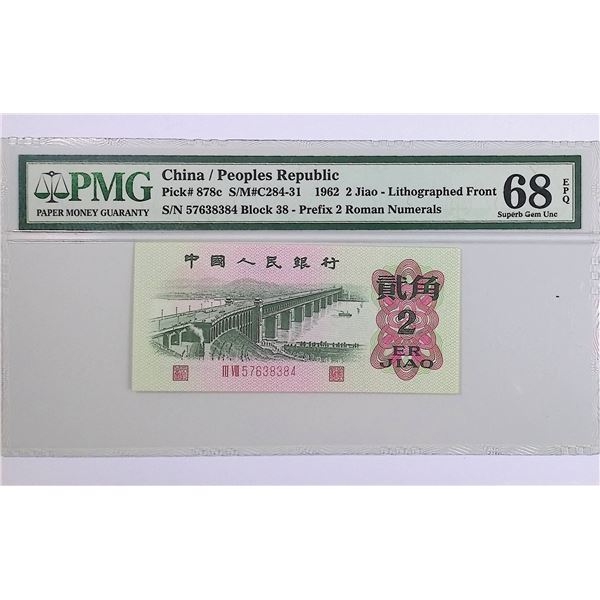 PMG
PAPER MONEY GUARANTY
China / Peoples Republic
Pick# 878c S/M#C284-31 1962 2 Jiao - Lithographed Front
S/N 57638384 Block 38 - Prefix 2 Roman Numerals
68
EPQ
Superb Gem Unc
中國人民銀行
貳角
2
ER
JIAO
III VIII 57638384